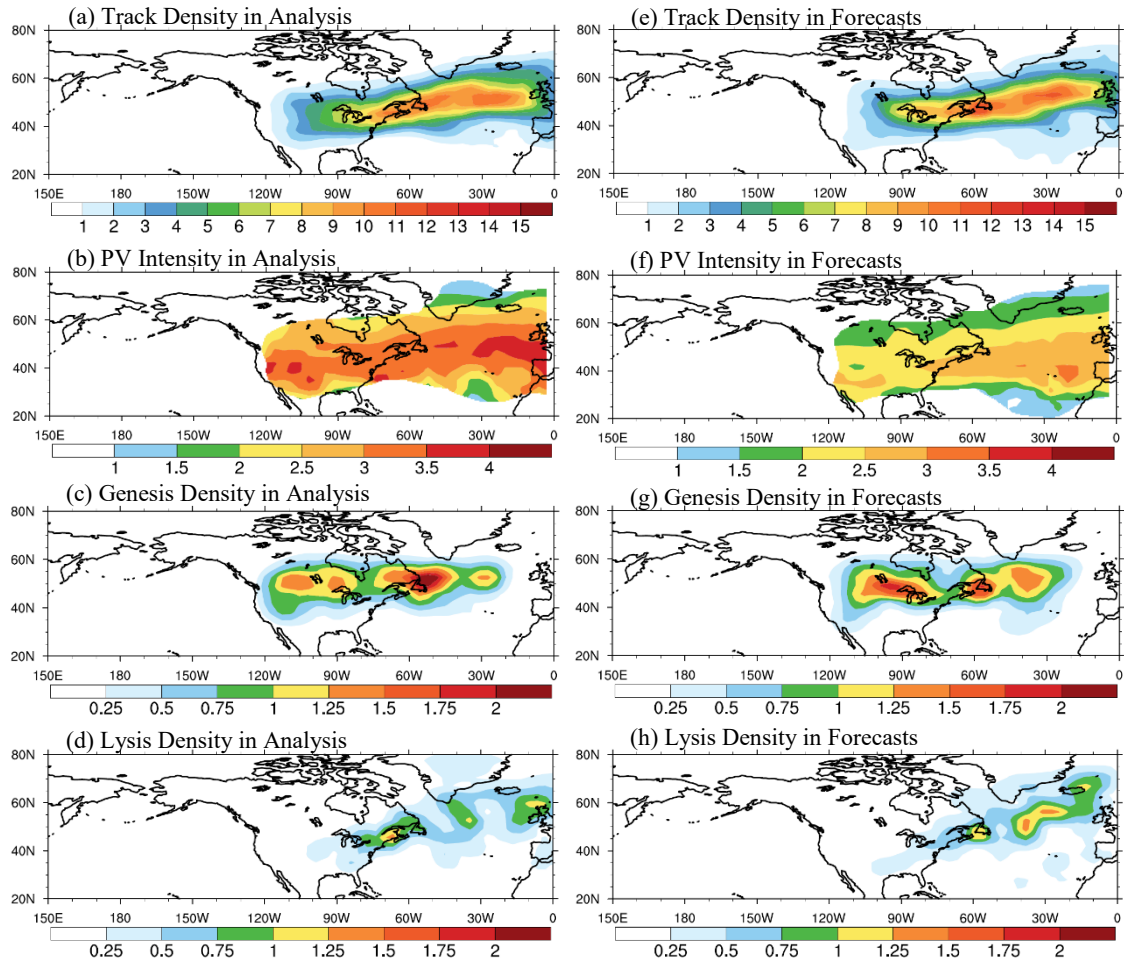 (a) Track Density in Analysis
80N
60N
40N
20N
150E 180 150W 120W 90W 60W 30W 0
1 2 3 4 5 6 7 8 9 10 11 12 13 14 15
(b) PV Intensity in Analysis
80N
60N
40N
20N
150E 180 150W 120W 90W 60W 30W 0
1 1.5 2 2.5 3 3.5 4
(c) Genesis Density in Analysis
80N
60N
40N
20N
150E 180 150W 120W 90W 60W 30W 0
0.25 0.5 0.75 1 1.25 1.5 1.75 2
(d) Lysis Density in Analysis
80N
60N
40N
20N
150E 180 150W 120W 90W 60W 30W 0
0.25 0.5 0.75 1 1.25 1.5 1.75 2
(e) Track Density in Forecasts
80N
60N
40N
20N
150E 180 150W 120W 90W 60W 30W 0
1 2 3 4 5 6 7 8 9 10 11 12 13 14 15
(f) PV Intensity in Forecasts
80N
60N
40N
20N
150E 180 150W 120W 90W 60W 30W 0
1 1.5 2 2.5 3 3.5 4
(g) Genesis Density in Forecasts
80N
60N
40N
20N
150E 180 150W 120W 90W 60W 30W 0
0.25 0.5 0.75 1 1.25 1.5 1.75 2
(h) Lysis Density in Forecasts
80N
60N
40N
20N
150E 180 150W 120W 90W 60W 30W 0
0.25 0.5 0.75 1 1.25 1.5 1.75 2